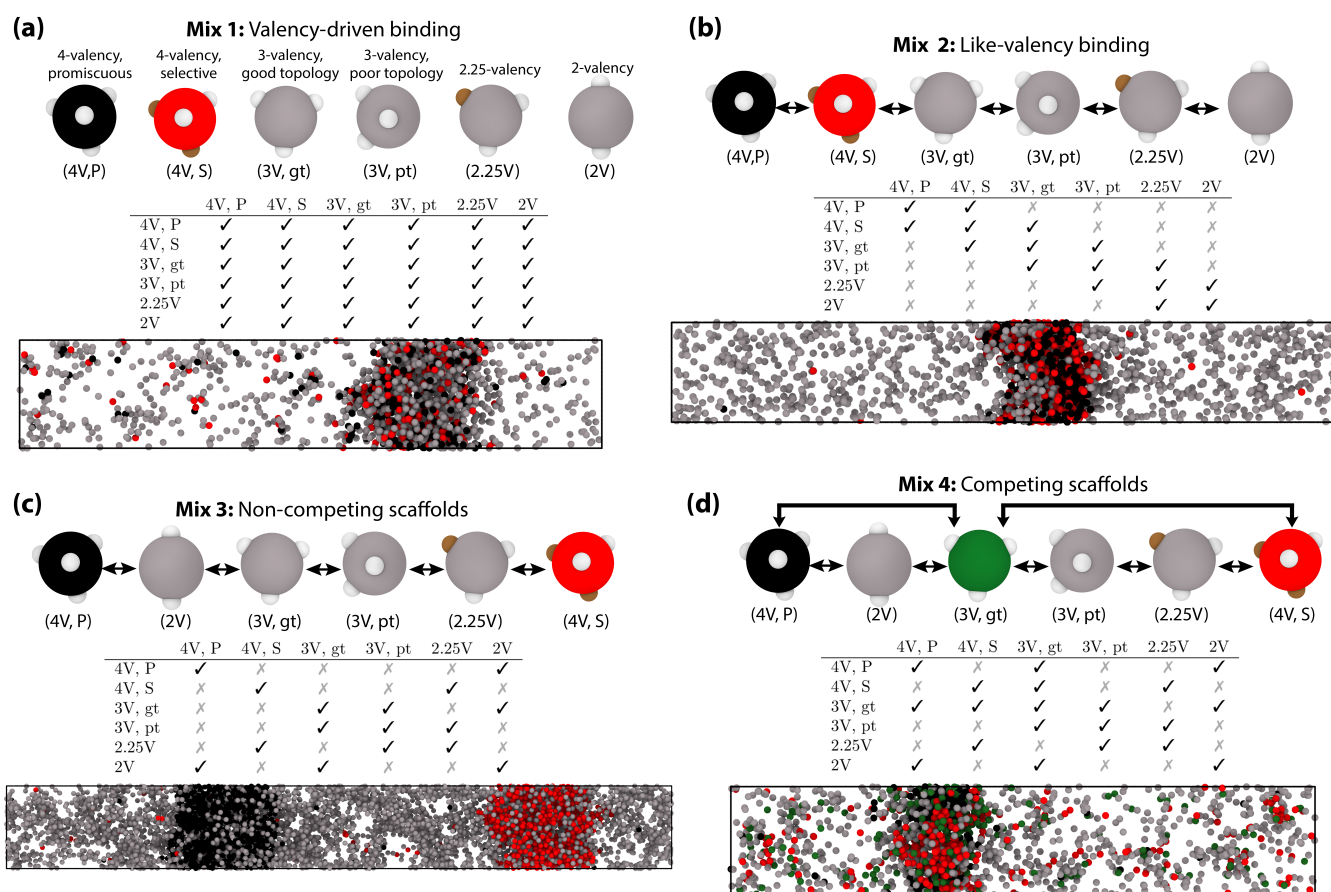 (a)
Mix 1: Valency-driven binding
4-valency, promiscuous
4-valency, selective
3-valency, good topology
3-valency, poor topology
2.25-valency
2-valency
(4V,P) (4V, S) (3V, gt) (3V, pt) (2.25V) (2V)
4V, P 4V, S 3V, gt 3V, pt 2.25V 2V
4V, P ✓ ✓ ✓ ✓ ✓ ✓
4V, S ✓ ✓ ✓ ✓ ✓ ✓
3V, gt ✓ ✓ ✓ ✓ ✓ ✓
3V, pt ✓ ✓ ✓ ✓ ✓ ✓
2.25V ✓ ✓ ✓ ✓ ✓ ✓
2V ✓ ✓ ✓ ✓ ✓ ✓
(b)
Mix 2: Like-valency binding
(4V,P) (4V, S) (3V, gt) (3V, pt) (2.25V) (2V)
4V, P 4V, S 3V, gt 3V, pt 2.25V 2V
4V, P ✓ ✓ ✗ ✗ ✗ ✗
4V, S ✓ ✓ ✓ ✗ ✗ ✗
3V, gt ✗ ✓ ✓ ✓ ✗ ✗
3V, pt ✗ ✗ ✓ ✓ ✓ ✗
2.25V ✗ ✗ ✗ ✓ ✓ ✓
2V ✗ ✗ ✗ ✗ ✓ ✓
(c)
Mix 3: Non-competing scaffolds
(4V, P) (2V) (3V, gt) (3V, pt) (2.25V) (4V, S)
4V, P 4V, S 3V, gt 3V, pt 2.25V 2V
4V, P ✓ ✗ ✗ ✗ ✗ ✓
4V, S ✗ ✓ ✗ ✗ ✓ ✗
3V, gt ✗ ✗ ✓ ✓ ✗ ✓
3V, pt ✗ ✗ ✓ ✓ ✓ ✗
2.25V ✗ ✓ ✗ ✓ ✓ ✗
2V ✓ ✗ ✓ ✗ ✗ ✓
(d)
Mix 4: Competing scaffolds
(4V, P) (2V) (3V, gt) (3V, pt) (2.25V) (4V, S)
4V, P 4V, S 3V, gt 3V, pt 2.25V 2V
4V, P ✓ ✗ ✓ ✗ ✗ ✓
4V, S ✗ ✓ ✓ ✗ ✓ ✗
3V, gt ✓ ✓ ✓ ✓ ✗ ✓
3V, pt ✗ ✗ ✓ ✓ ✓ ✗
2.25V ✗ ✓ ✗ ✓ ✓ ✗
2V ✓ ✗ ✓ ✗ ✗ ✓